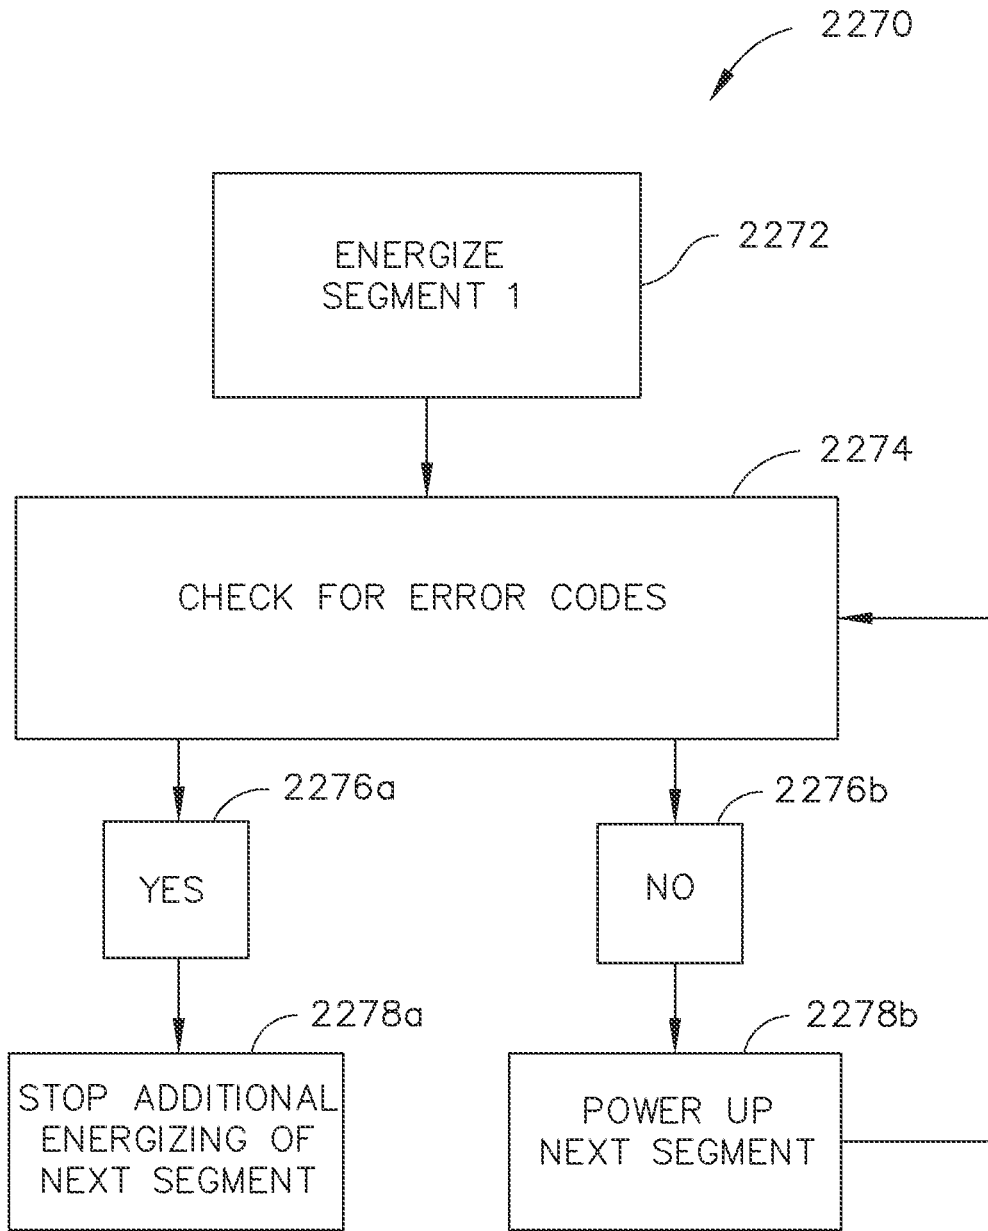 2270
ENERGIZE
SEGMENT 1
2272
2274
CHECK FOR ERROR CODES
2276a
2276b
YES
NO
2278a
2278b
STOP ADDITIONAL
ENERGIZING OF
NEXT SEGMENT
POWER UP
NEXT SEGMENT